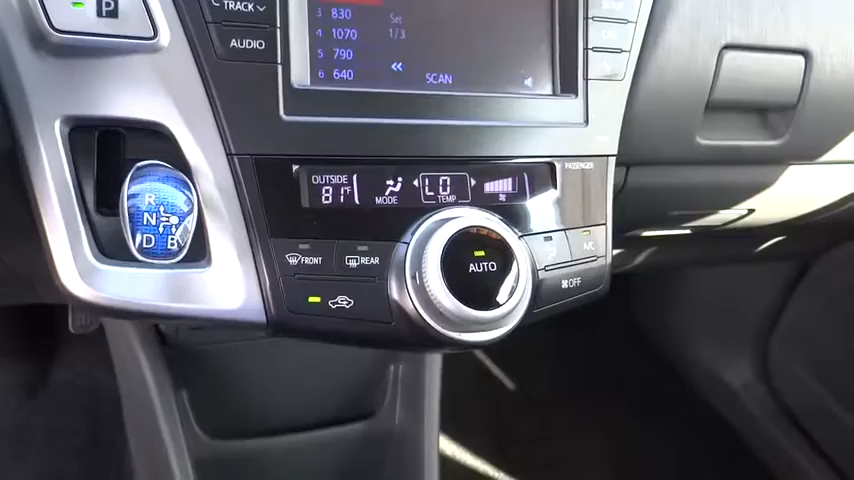 P
TRACK
AUDIO
3 830
4 1070
5 790
6 640
Set
1/3
SCAN
OUTSIDE
81°F
MODE
LO
TEMP
PASSENGER
R
N
D B
FRONT
REAR
AUTO
A/C
OFF